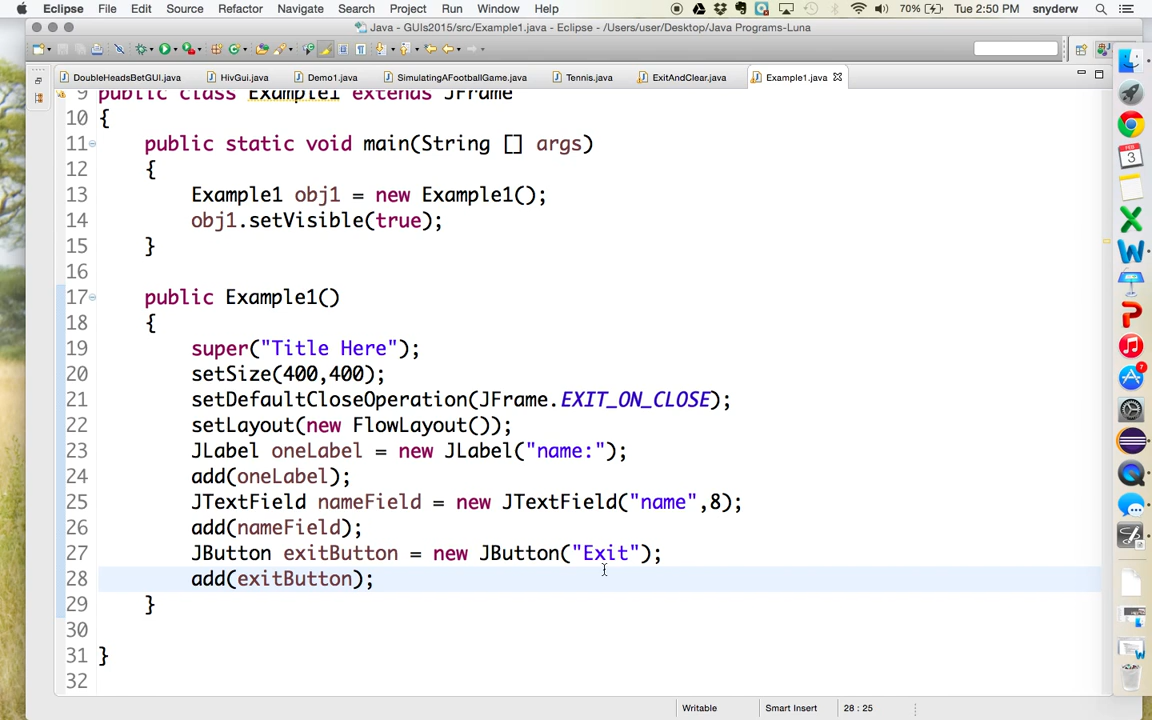 Eclipse File Edit Source Refactor Navigate Search Project Run Window Help 70% Tue 2:50 PM snyderw
Java - GUIs2015/src/Example1.java - Eclipse - /Users/user/Desktop/Java Programs-Luna
DoubleHeadsBetGUI.java HivGui.java Demo1.java SimulatingAFootballGame.java Tennis.java ExitAndClear.java Example1.java
9 public class Example1 extends JFrame
10 {
11 public static void main(String [] args)
12 {
13 Example1 obj1 = new Example1();
14 obj1.setVisible(true);
15 }
16
17 public Example1()
18 {
19 super("Title Here");
20 setSize(400,400);
21 setDefaultCloseOperation(JFrame.EXIT_ON_CLOSE);
22 setLayout(new FlowLayout());
23 JLabel oneLabel = new JLabel("name:");
24 add(oneLabel);
25 JTextField nameField = new JTextField("name",8);
26 add(nameField);
27 JButton exitButton = new JButton("Exit");
28 add(exitButton);
29 }
30
31 }
32
Writable Smart Insert 28 : 25